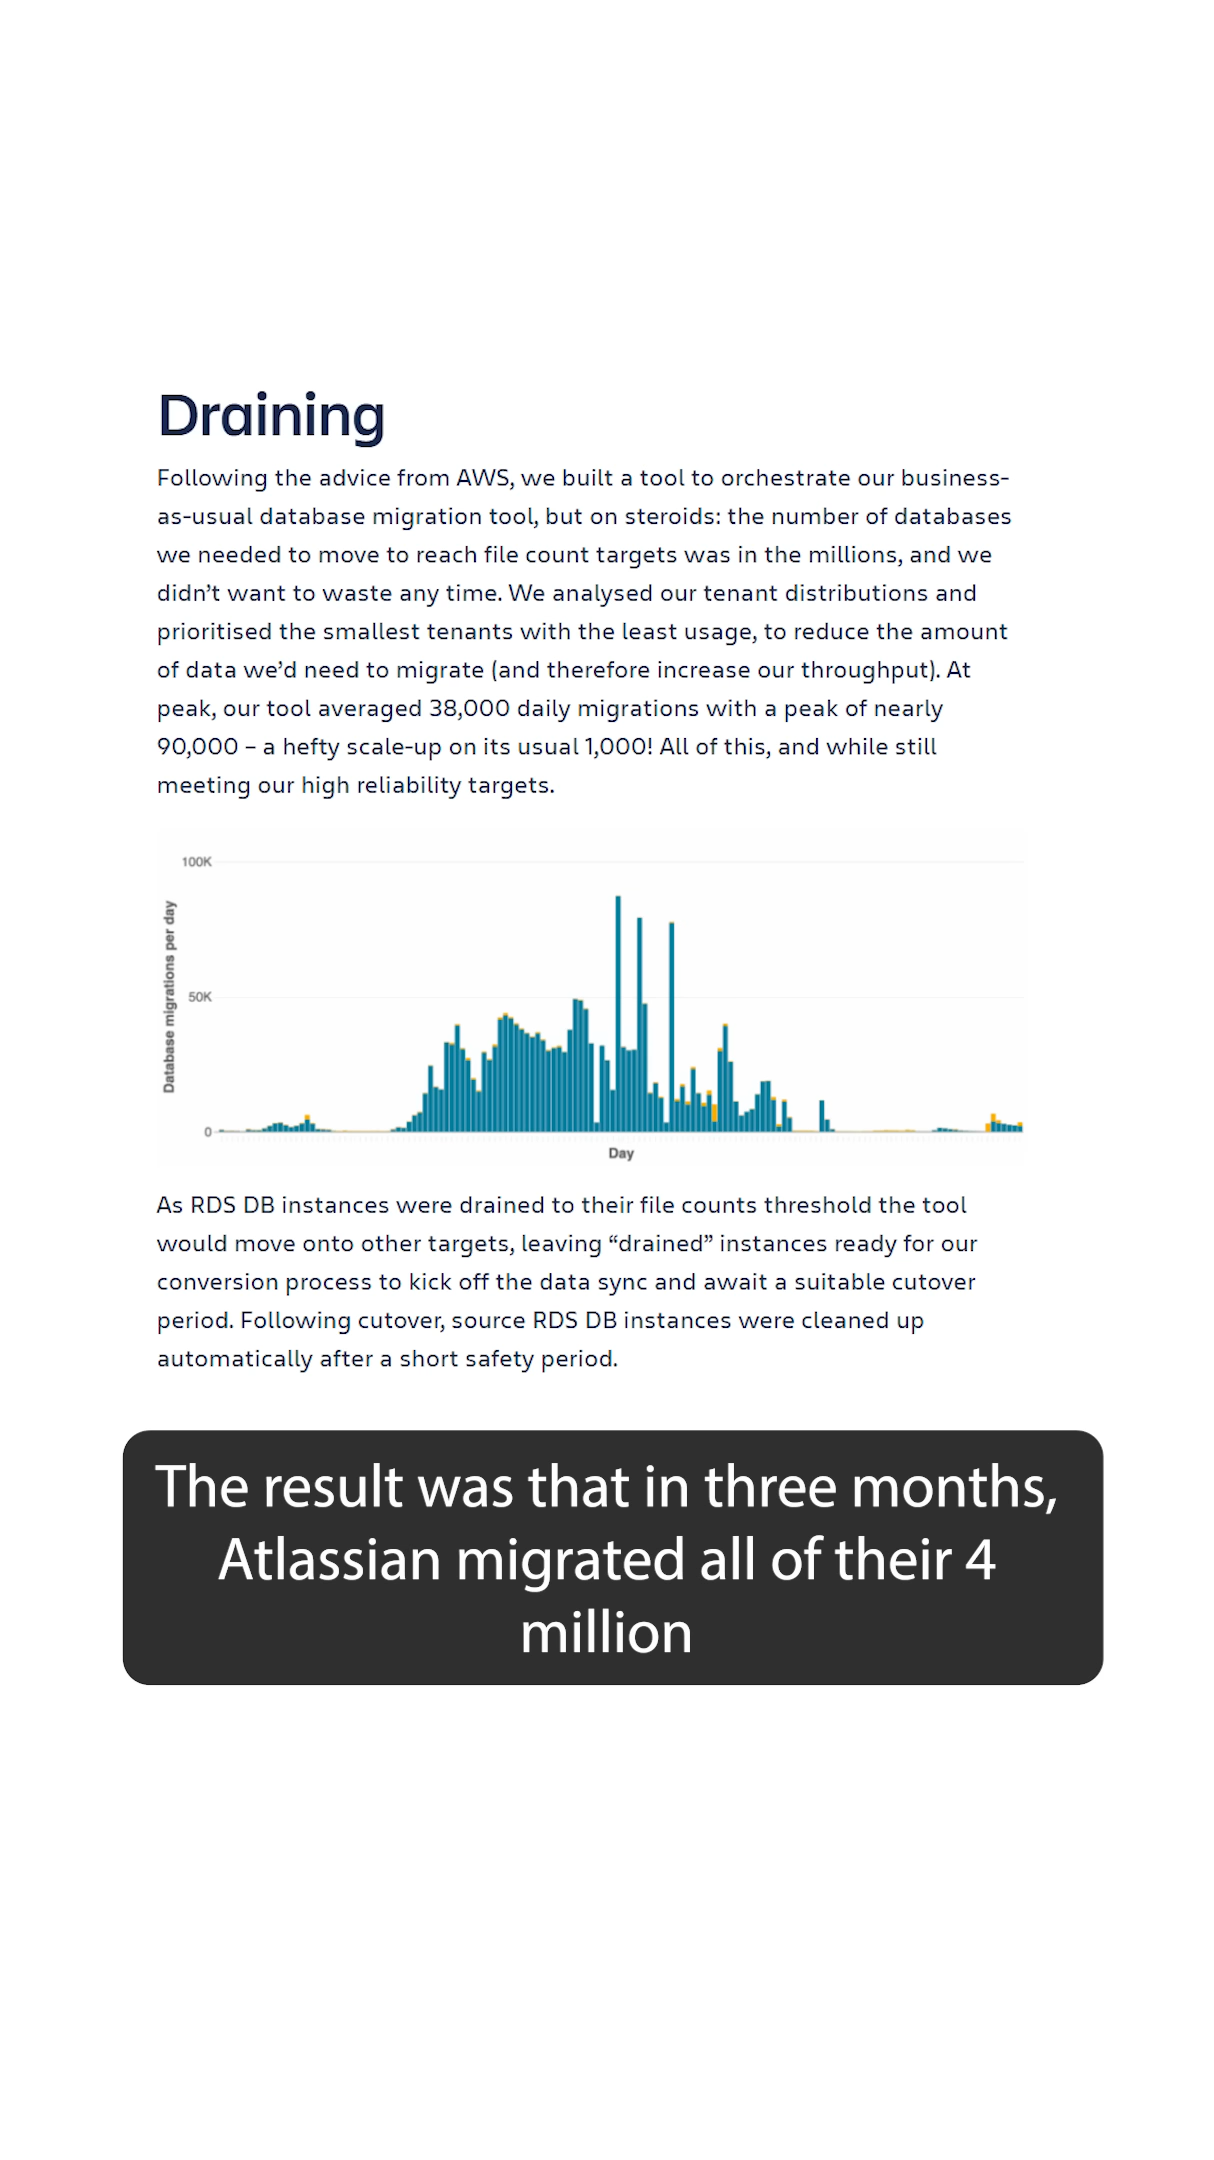 Draining
Following the advice from AWS, we built a tool to orchestrate our business-
as-usual database migration tool, but on steroids: the number of databases
we needed to move to reach file count targets was in the millions, and we
didn’t want to waste any time. We analysed our tenant distributions and
prioritised the smallest tenants with the least usage, to reduce the amount
of data we’d need to migrate (and therefore increase our throughput). At
peak, our tool averaged 38,000 daily migrations with a peak of nearly
90,000 – a hefty scale-up on its usual 1,000! All of this, and while still
meeting our high reliability targets.
100K
Database migrations per day
50K
0
Day
As RDS DB instances were drained to their file counts threshold the tool
would move onto other targets, leaving “drained” instances ready for our
conversion process to kick off the data sync and await a suitable cutover
period. Following cutover, source RDS DB instances were cleaned up
automatically after a short safety period.
The result was that in three months,
Atlassian migrated all of their 4
million